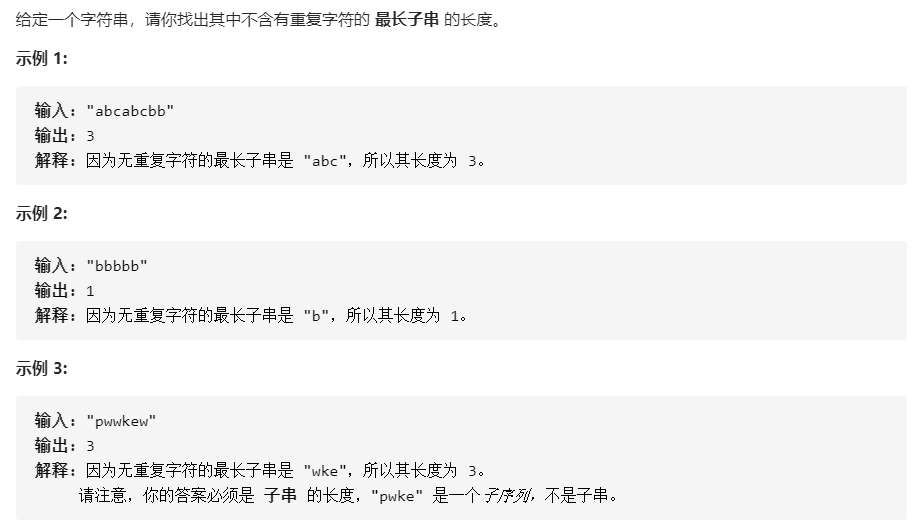 给定一个字符串，请你找出其中不含有重复字符的 最长子串 的长度。
示例 1:
输入: "abcabcbb"
输出: 3
解释: 因为无重复字符的最长子串是 "abc"，所以其长度为 3。
示例 2:
输入: "bbbbb"
输出: 1
解释: 因为无重复字符的最长子串是 "b"，所以其长度为 1。
示例 3:
输入: "pwwkew"
输出: 3
解释: 因为无重复字符的最长子串是 "wke"，所以其长度为 3。
请注意，你的答案必须是 子串 的长度，"pwke" 是一个子序列，不是子串。